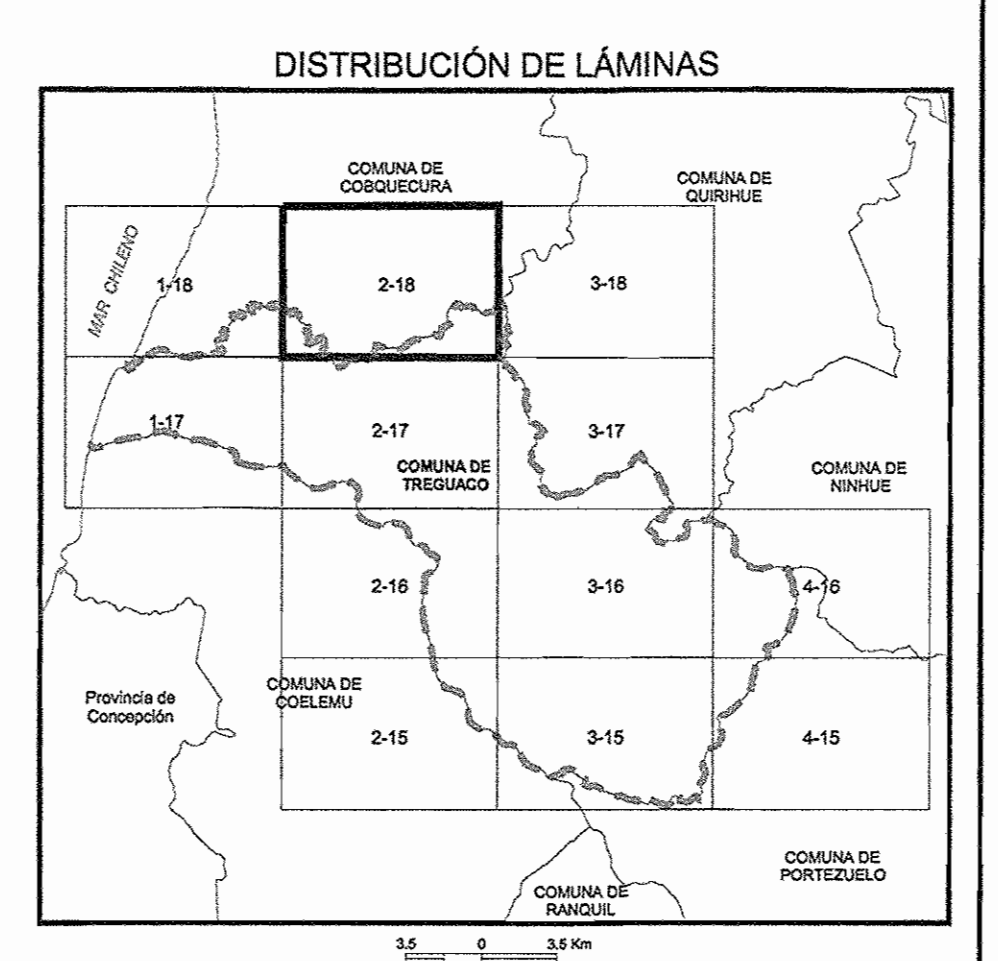 DISTRIBUCIÓN DE LÁMINAS
COMUNA DE
COBQUECURA
COMUNA DE
QUIRIHUE
MAR CHILENO
1-18
2-18
3-18
1-17
2-17
3-17
COMUNA DE
TREGUACO
COMUNA DE
NINHUE
2-16
3-16
4-16
Provincia de
Concepción
COMUNA DE
COELEMU
2-15
3-15
4-15
COMUNA DE
PORTEZUELO
COMUNA DE
RANQUIL
3.5 0 3.5 Km